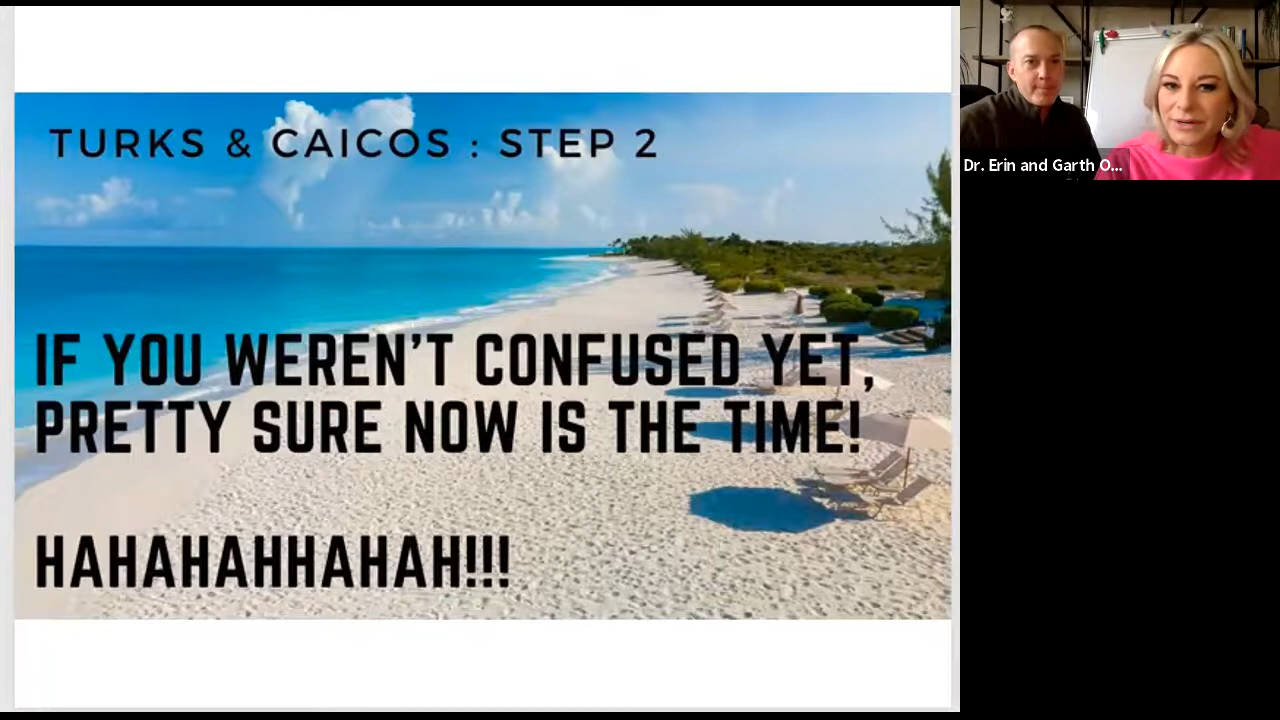 TURKS & CAICOS : STEP 2
IF YOU WEREN'T CONFUSED YET,
PRETTY SURE NOW IS THE TIME!
HAHAHAHHAHAH!!!
Dr. Erin and Garth O...